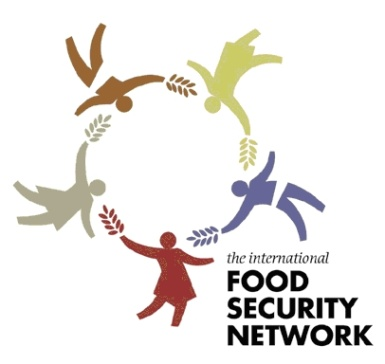 the international
FOOD
SECURITY
NETWORK